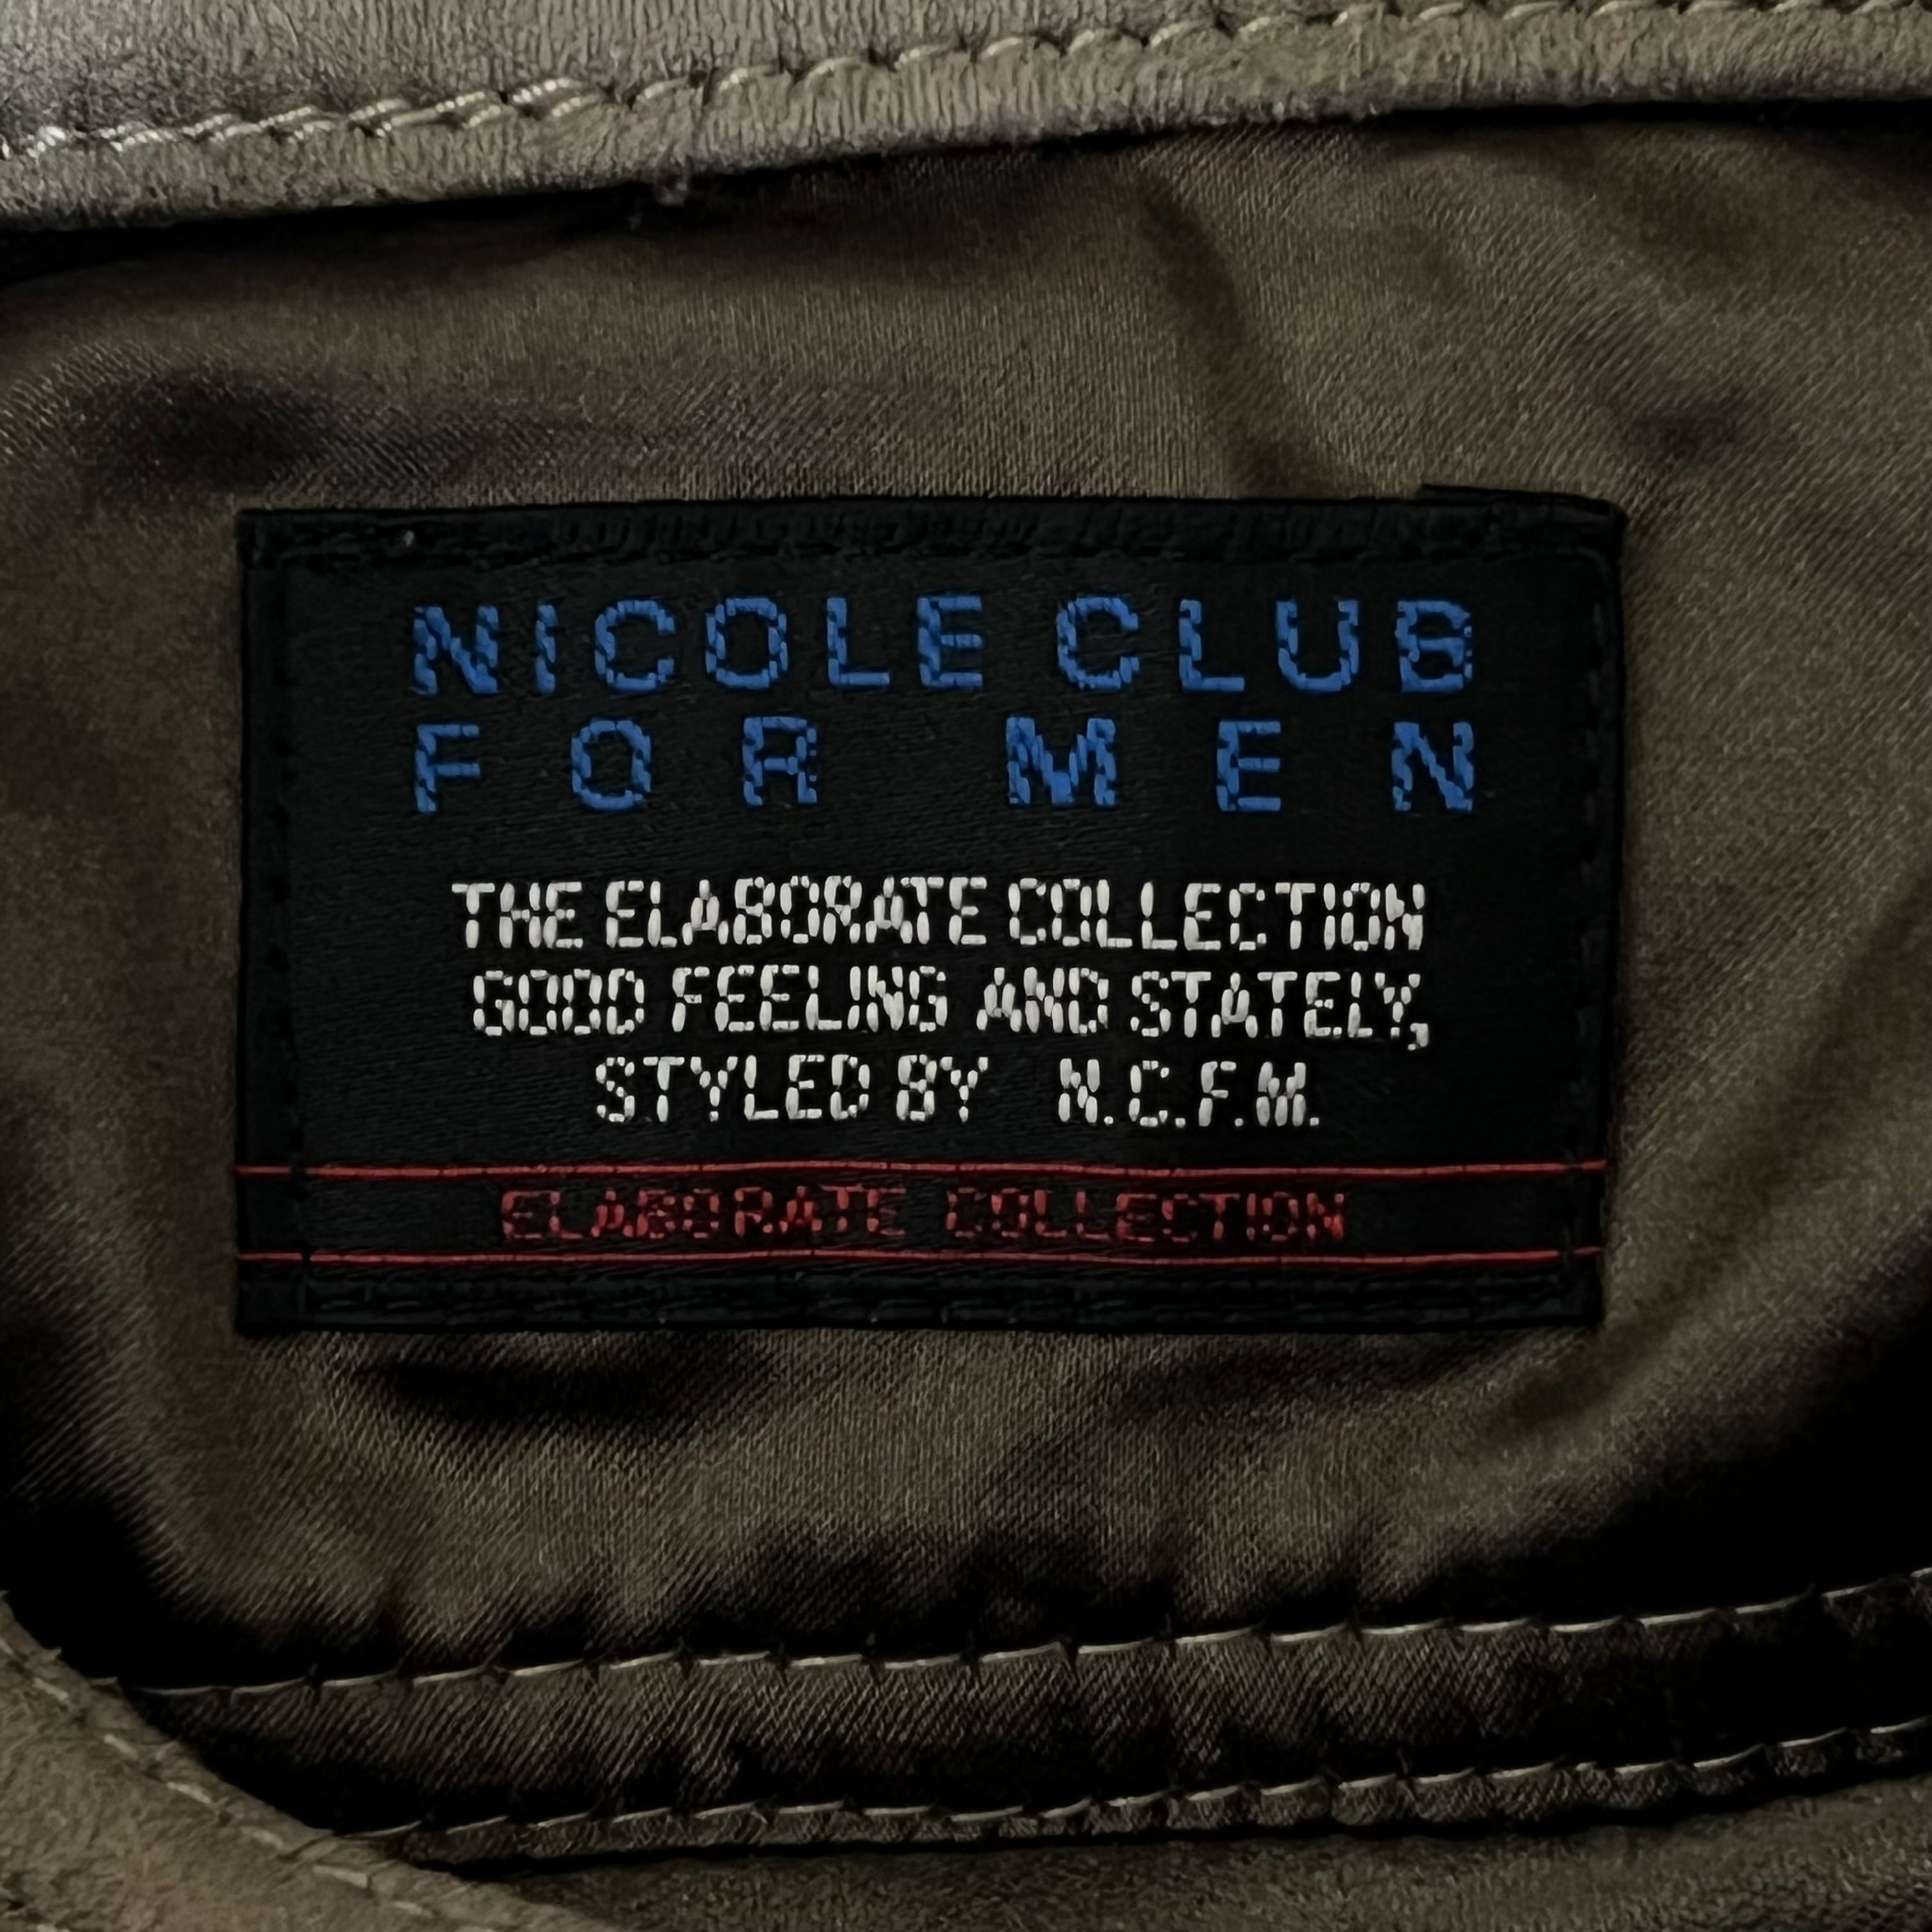 NICOLE CLUB
FOR MEN
THE ELABORATE COLLECTION
GOOD FEELING AND STATELY,
STYLED BY N.C.F.M.
ELABORATE COLLECTION